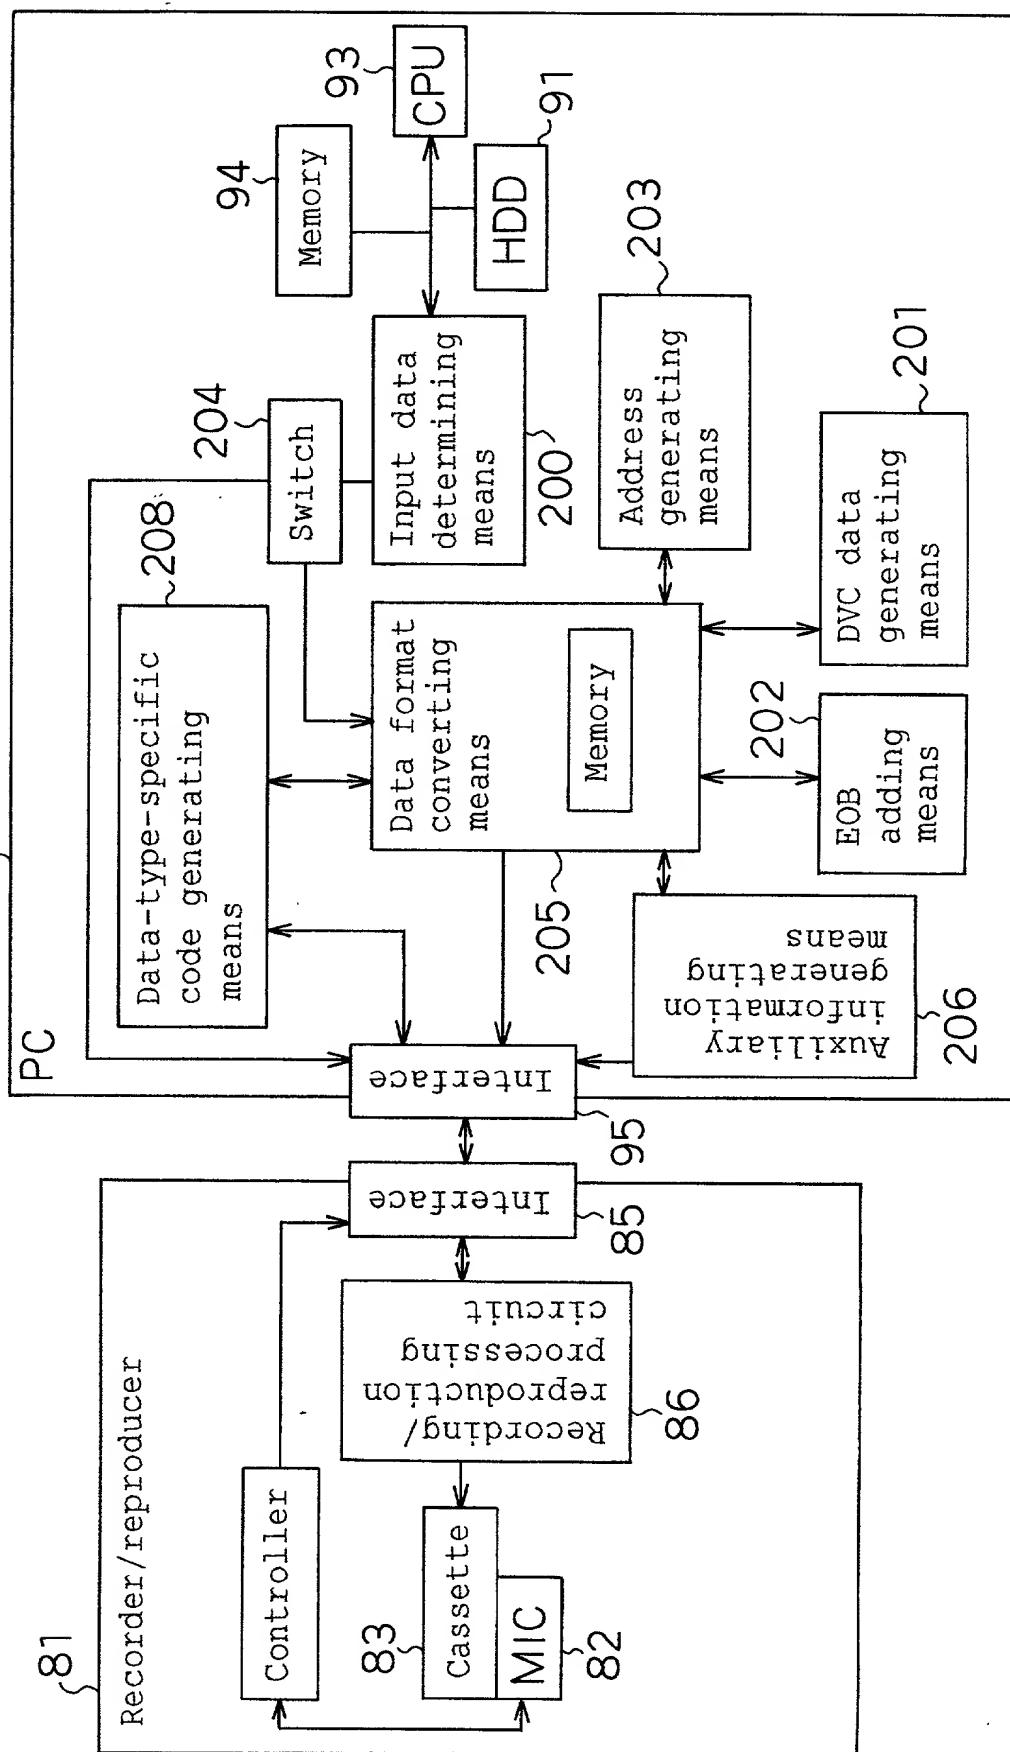 81
Recorder/reproducer
Controller
83
Cassette
MIC
82
Recording/
reproduction
processing
circuit
86
Interface
85
PC
Interface
95
Data-type-specific
code generating
means
208
Switch
204
Memory
94
CPU
93
HDD
91
Input data
determining
means
200
Data format
converting
means
Memory
205
Address
generating
means
203
Auxiliary
information
generating
means
206
EOB
adding
means
202
DVC data
generating
means
201